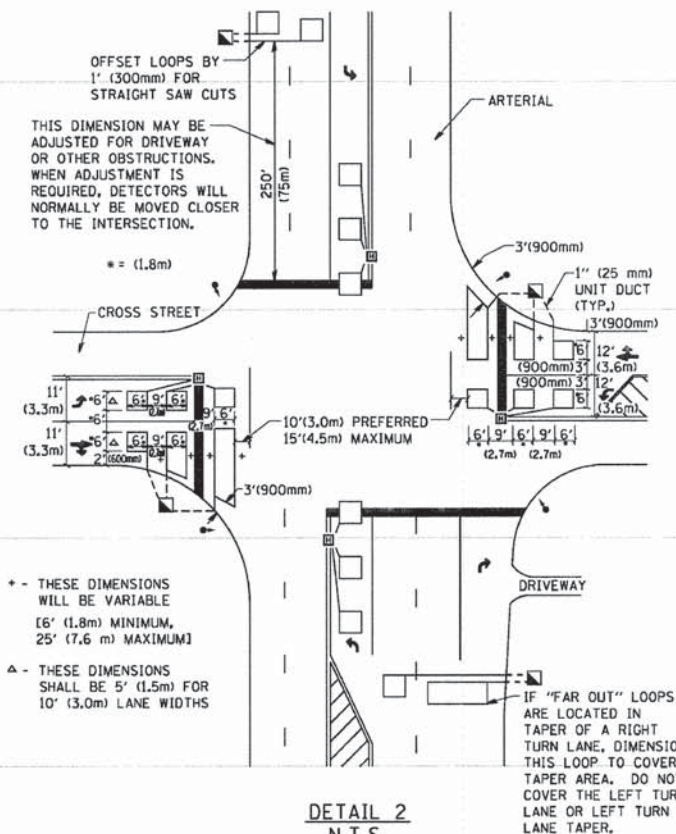 OFFSET LOOPS BY
1' (300mm) FOR
STRAIGHT SAW CUTS
ARTERIAL
THIS DIMENSION MAY BE
ADJUSTED FOR DRIVEWAY
OR OTHER OBSTRUCTIONS.
WHEN ADJUSTMENT IS
REQUIRED, DETECTORS WILL
NORMALLY BE MOVED CLOSER
TO THE INTERSECTION.
250'
(75m)
* = (1.8m)
3'(900mm)
1" (25 mm)
UNIT DUCT
(TYP.)
CROSS STREET
3'(900mm)
6'
12'
(900mm) 3'
(3.6m)
(900mm) 3'
12'
6'
(3.6m)
H
H
H
H
11'
(3.3m)
*6' △ 6' 9' 6'
*6'
9' 6'
(2.7m)
11'
(3.3m)
*6' △ 6' 9' 6'
2' (600mm)
10'(3.0m) PREFERRED
15'(4.5m) MAXIMUM
6' 9' 6' 9' 6'
(2.7m) (2.7m)
3'(900mm)
+ - THESE DIMENSIONS
WILL BE VARIABLE
[6' (1.8m) MINIMUM,
25' (7.6 m) MAXIMUM]
△ - THESE DIMENSIONS
SHALL BE 5' (1.5m) FOR
10' (3.0m) LANE WIDTHS
DRIVEWAY
IF "FAR OUT" LOOPS
ARE LOCATED IN
TAPER OF A RIGHT
TURN LANE, DIMENSIO
THIS LOOP TO COVER
TAPER AREA. DO NO
COVER THE LEFT TUR
LANE OR LEFT TURN
LANE TAPER.
DETAIL 2
N.T.S.